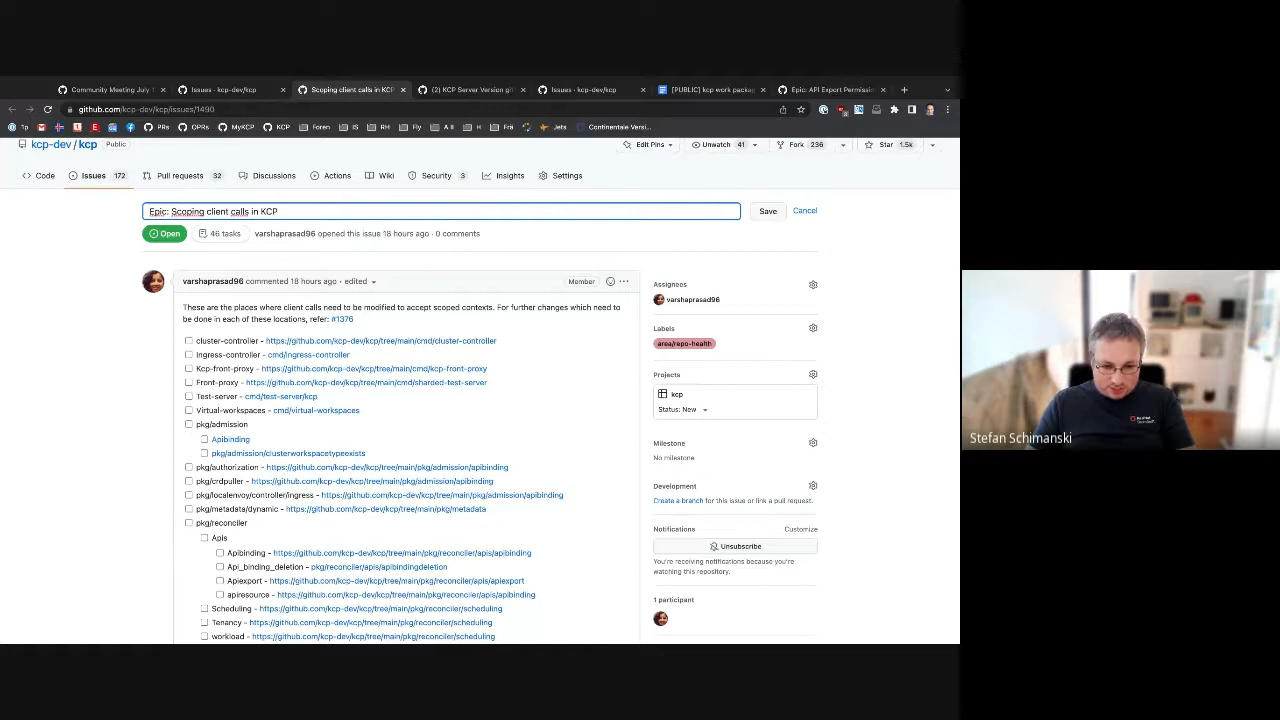 Community Meeting July 1
Issues · kcp-dev/kcp
Scoping client calls in KCP
(2) KCP Server Version
Issues · kcp-dev/kcp
[PUBLIC] kcp work packag
Epic: API Export Permissio
github.com/kcp-dev/kcp/issues/1490
1p
PRs
OPRs
MyKCP
KCP
Foren
IS
RH
Fly
A II
H
Frä
Jets
Continentale Versi...
kcp-dev / kcp Public
Edit Pins
Unwatch 41
Fork 236
Star 1.5k
Code
Issues 172
Pull requests 32
Discussions
Actions
Wiki
Security 3
Insights
Settings
Epic: Scoping client calls in KCP
Save
Cancel
Open
46 tasks
varshaprasad96 opened this issue 18 hours ago · 0 comments
varshaprasad96 commented 18 hours ago · edited
Member
These are the places where client calls need to be modified to accept scoped contexts. For further changes which need to
be done in each of these locations, refer: #1376
cluster-controller - https://github.com/kcp-dev/kcp/tree/main/cmd/cluster-controller
Ingress-controller - cmd/ingress-controller
Kcp-front-proxy - https://github.com/kcp-dev/kcp/tree/main/cmd/kcp-front-proxy
Front-proxy - https://github.com/kcp-dev/kcp/tree/main/cmd/sharded-test-server
Test-server - cmd/test-server/kcp
Virtual-workspaces - cmd/virtual-workspaces
pkg/admission
Apibinding
pkg/admission/clusterworkspacetypeexists
pkg/authorization - https://github.com/kcp-dev/kcp/tree/main/pkg/admission/apibinding
pkg/crdpuller - https://github.com/kcp-dev/kcp/tree/main/pkg/admission/apibinding
pkg/localenvoy/controller/ingress - https://github.com/kcp-dev/kcp/tree/main/pkg/admission/apibinding
pkg/metadata/dynamic - https://github.com/kcp-dev/kcp/tree/main/pkg/metadata
pkg/reconciler
Apis
Apibinding - https://github.com/kcp-dev/kcp/tree/main/pkg/reconciler/apis/apibinding
Api_binding_deletion - pkg/reconciler/apis/apibindingdeletion
Apiexport - https://github.com/kcp-dev/kcp/tree/main/pkg/reconciler/apis/apiexport
apiresource - https://github.com/kcp-dev/kcp/tree/main/pkg/reconciler/apis/apibinding
Scheduling - https://github.com/kcp-dev/kcp/tree/main/pkg/reconciler/scheduling
Tenancy - https://github.com/kcp-dev/kcp/tree/main/pkg/reconciler/scheduling
workload - https://github.com/kcp-dev/kcp/tree/main/pkg/reconciler/scheduling
Assignees
varshaprasad96
Labels
area/repo-health
Projects
kcp
Status: New
Milestone
No milestone
Development
Create a branch for this issue or link a pull request.
Notifications
Customize
Unsubscribe
You're receiving notifications because you're
watching this repository.
1 participant
Stefan Schimanski